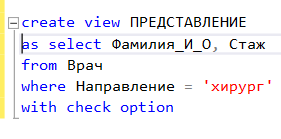 create view ПРЕДСТАВЛЕНИЕ
as select Фамилия_И_О, Стаж
from Врач
where Направление = 'хирург'
with check option